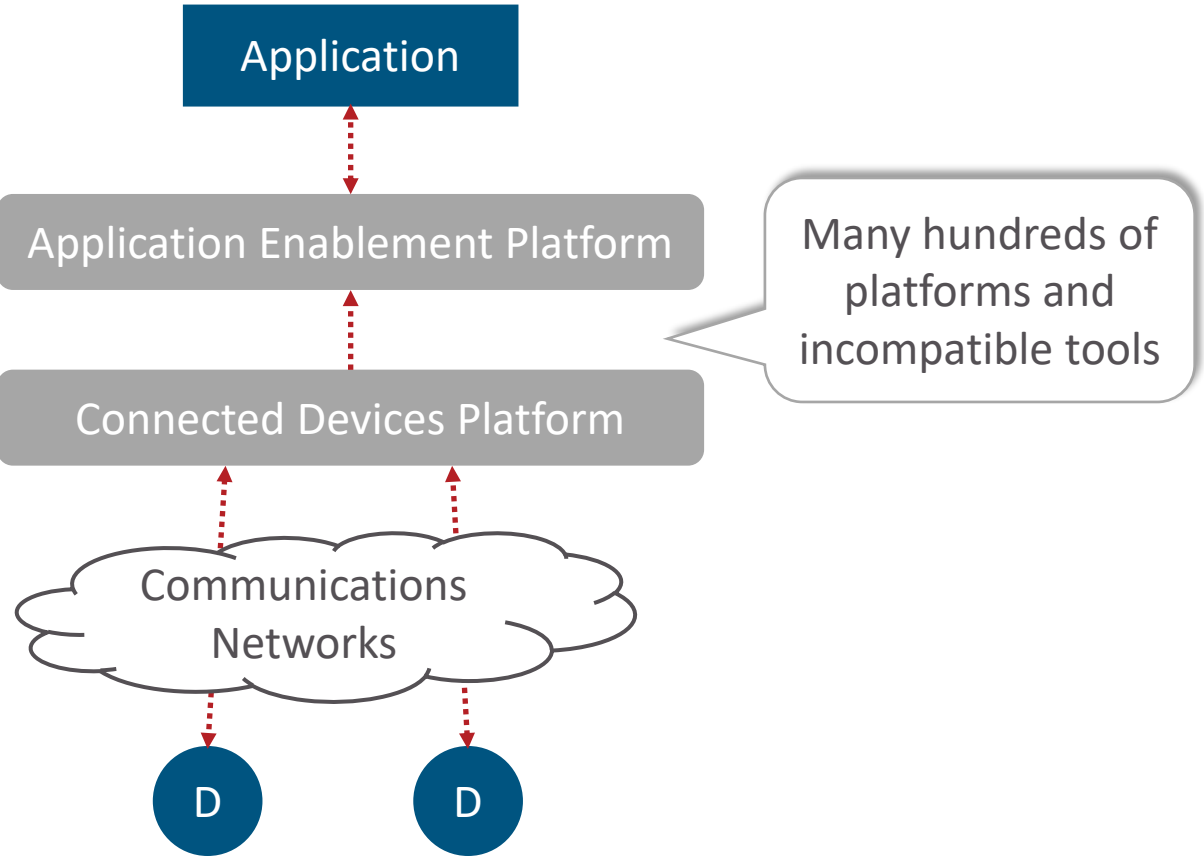 Application
Application Enablement Platform
Many hundreds of
platforms and
incompatible tools
Connected Devices Platform
Communications
Networks
D
D